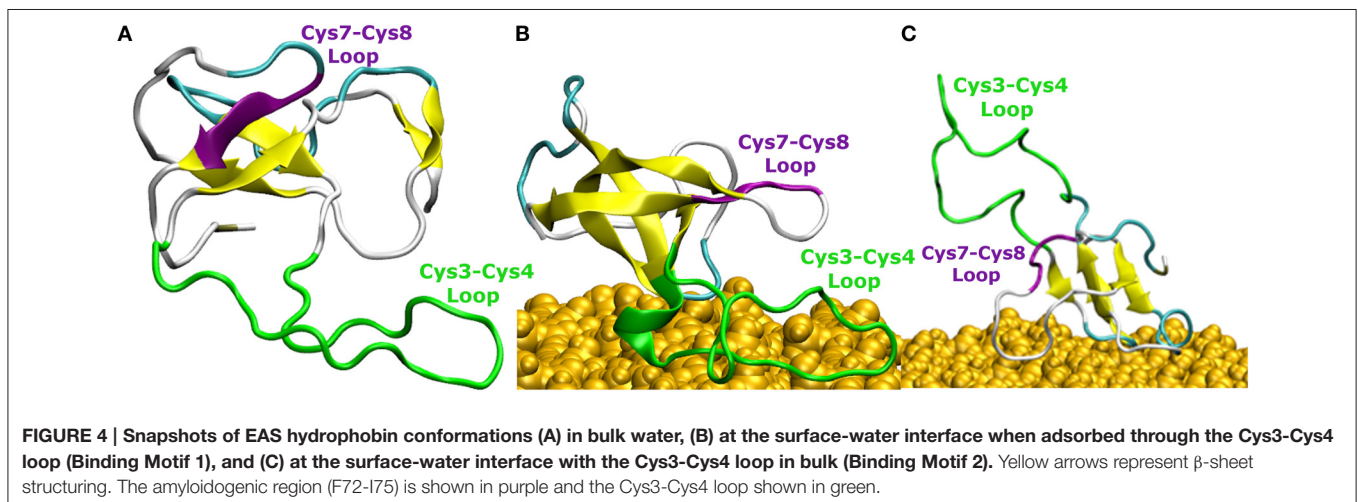 A
Cys7-Cys8
Loop
Cys3-Cys4
Loop
B
Cys7-Cys8
Loop
Cys3-Cys4
Loop
C
Cys3-Cys4
Loop
Cys7-Cys8
Loop
FIGURE 4 | Snapshots of EAS hydrophobin conformations (A) in bulk water, (B) at the surface-water interface when adsorbed through the Cys3-Cys4
loop (Binding Motif 1), and (C) at the surface-water interface with the Cys3-Cys4 loop in bulk (Binding Motif 2). Yellow arrows represent β-sheet
structuring. The amyloidogenic region (F72-I75) is shown in purple and the Cys3-Cys4 loop shown in green.